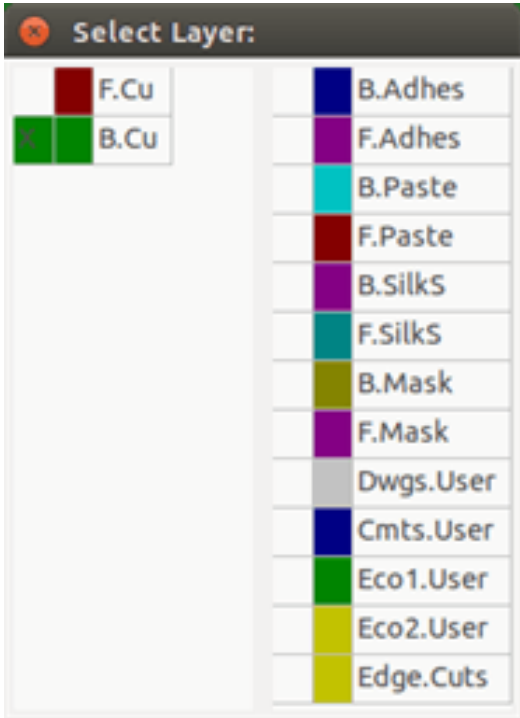 Select Layer:
F.Cu
X B.Cu
B.Adhes
F.Adhes
B.Paste
F.Paste
B.SilkS
F.SilkS
B.Mask
F.Mask
Dwgs.User
Cmts.User
Eco1.User
Eco2.User
Edge.Cuts